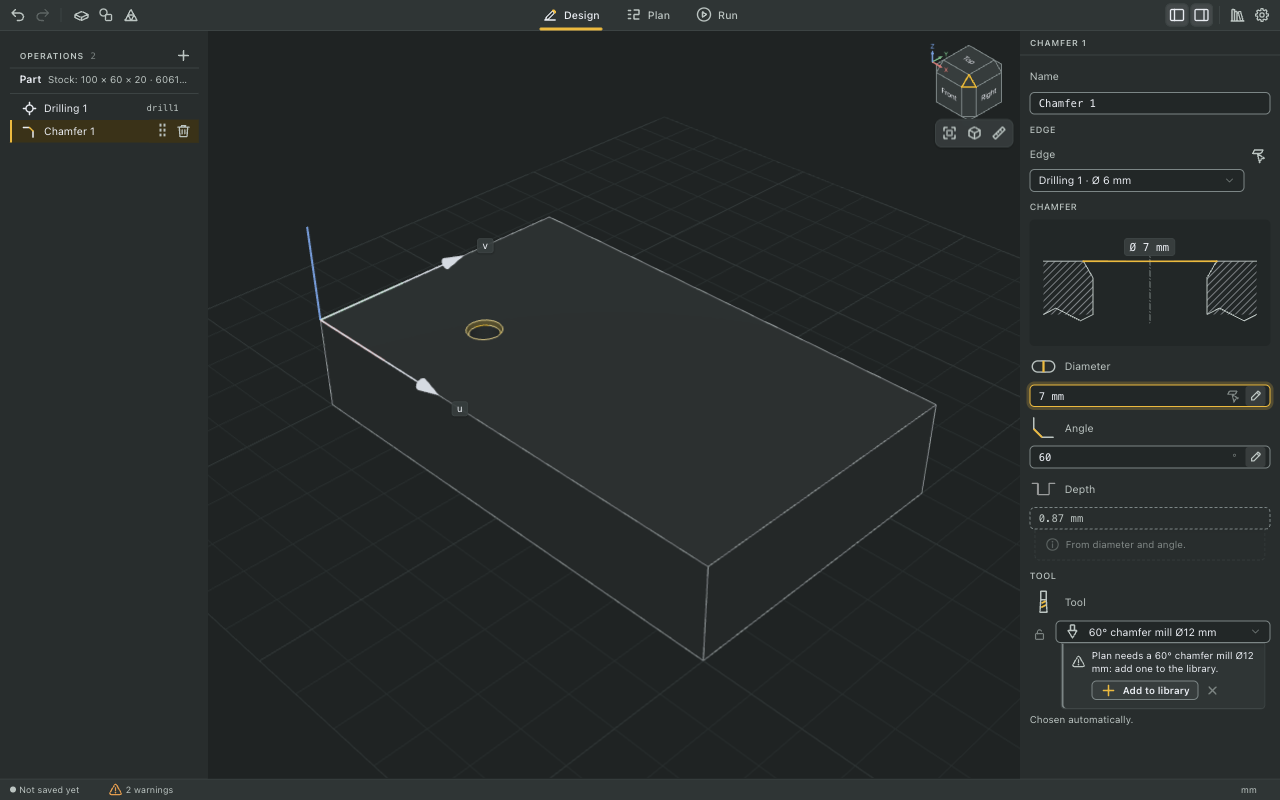 Design
Plan
Run
OPERATIONS 2
Part Stock: 100 × 60 × 20 · 6061...
Drilling 1 drill1
Chamfer 1
v
u
Z
Y
X
Top
Front
Right
CHAMFER 1
Name
Chamfer 1
EDGE
Edge
Drilling 1 · Ø 6 mm
CHAMFER
Ø 7 mm
Diameter
7 mm
Angle
60 °
Depth
0.87 mm
From diameter and angle.
TOOL
Tool
60° chamfer mill Ø12 mm
Plan needs a 60° chamfer mill Ø12
mm: add one to the library.
Add to library
Chosen automatically.
Not saved yet
2 warnings
mm